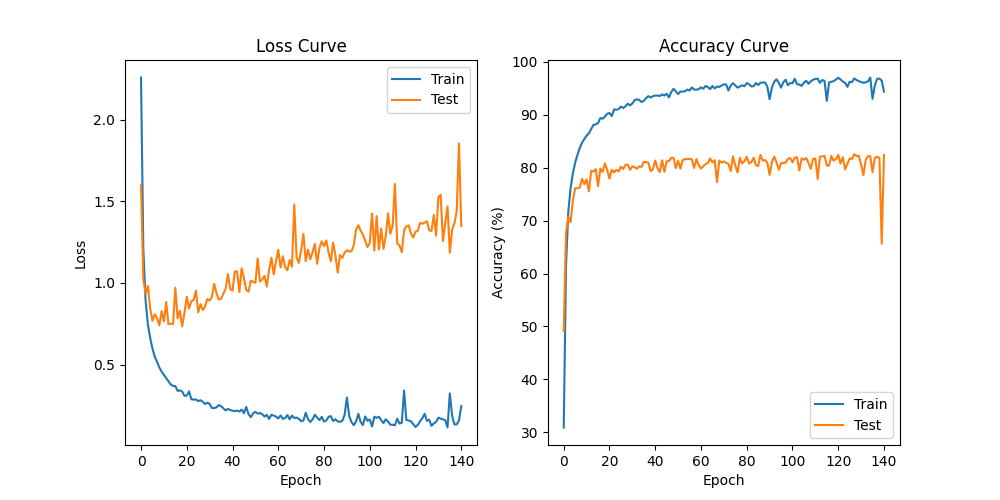 Loss Curve
Train
Test
2.0
1.5
1.0
0.5
Loss
0 20 40 60 80 100 120 140
Epoch
Accuracy Curve
100
90
80
70
60
50
40
30
Accuracy (%)
Train
Test
0 20 40 60 80 100 120 140
Epoch